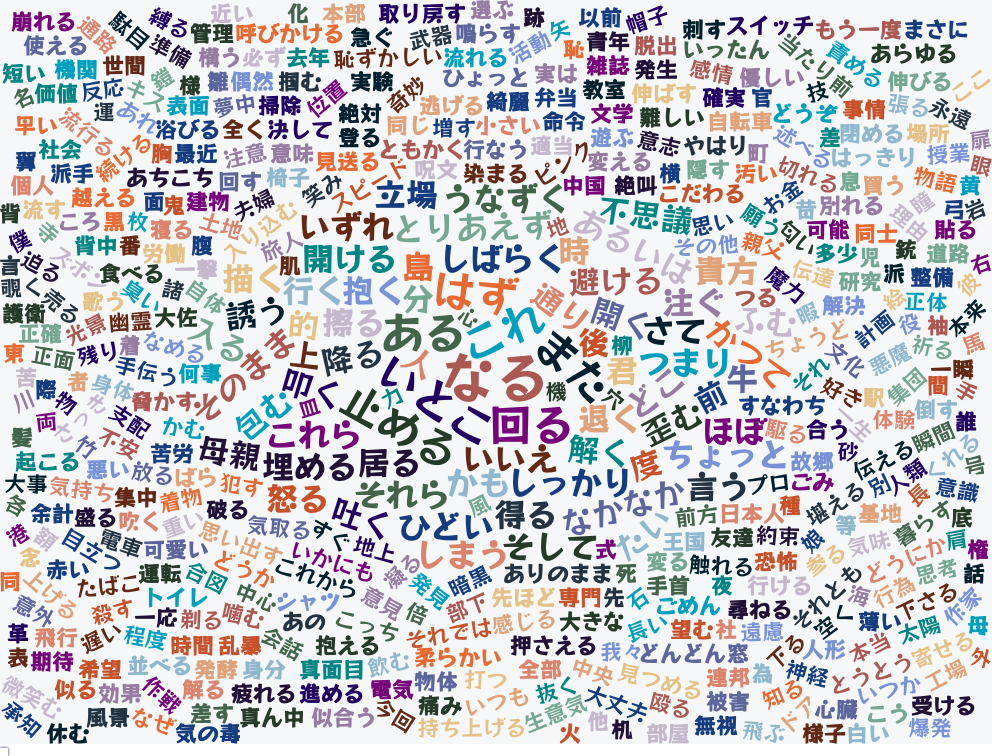 崩れる 通路 駄目 縛る 近い 化 本部 取り戻す 選ぶ 跡 以前 帽子
使える 準備 管理 呼びかける 急ぐ 武器 鳴らす 矢 恥 青年 脱出 刺す スイッチ もう一度 まさに
短い 機関 世間 鎧 様 構う 必ず 去年 恥ずかしい 流れる 活動 雑誌 発生 いったん 当たり前 責める あらゆる
名 価値 反応 キス 雛 偶然 掴む 実験 奇妙 ひょっと 実は 教室 伸ばす 感情 優しい 技 伸びる ここ
運 あれ 表面 夢中 掃除 位置 絶対 逃げる 綺麗 弁当 文学 確実 官 どうぞ 事情 張る 永遠
早い 流行る 浴びる 全く 決して 登る 同じ 増す 小さい 命令 遊ぶ 難しい 自転車 述べる 差 閉める 場所 扉
翼 社会 続ける 胸 最近 注意 意味 見送る ともかく 行なう 適当 変える 意志 やはり 町 はっきり 授業 眼
個人 派手 あちこち 回す 椅子 笑み スピード 呪文 染まる ピンク 中国 絶叫 横 隠す 汚い 切れる 息 買う 物語 黄
背 流す 越える 面 鬼 建物 夫婦 立場 うなずく 不思議 こだわる お金 苛 別れる 弓 岩
僕 寺 ころ 黒 枚 寝る 土地 入り込む いずれ とりあえず 地 あるいは 思い 願う 匂い 可能 同士 貼る
言 迫る ズボン 背中 番 労働 腹 旅人 開ける 島 しばらく 時 その他 親父 多少 児 銃 道路 右
覗く 売る 食べる 一撃 描く 肌 行く 抱く 分 はず 避ける 貴方 魔力 伝達 研究 派 整備 彼
護衛 歌う 臭い 諸 自体 誘う 的 擦る ある 心 これ 通り 開く 注ぐ つる ふむ 暇 解決 正体
正確 光景 幽霊 大佐 入る 上 降る また 後 柳 さて かつて ちょうど 計画 役 袖 本来
東 正面 残り 着 なめる そのまま いい イ なる 君 つまり それ 文化 悪魔 祈る 馬
苦 際 者 身体 手伝う 何事 叩く 力 機 穴 どこ 前 牛 好き 駅 集団 一瞬
川 物 脅かす 包む 皿 止める とこ 回る 退く 歪む すなわち 一生 体験 倒す 間 手
両 たっ 竹 支配 かむ これら いいえ 解く ほぼ 駆る 合う 砂 瞬間 誰
髪 不安 苦労 母親 埋める 居る 度 ちょっと 故郷 伝える くれる
起こる 悪い 放る ばら 犯す 怒る それら かも しっかり なかなか 言う プロ ごみ 別 人類 号
大事 気持ち 集中 着物 破る 吐く 風 得る 前方 日本人 種 堪える 長 意識
各 余計 盛る 吹く 重い 気取る すぐ ひどい たい 王国 友達 約束 娘 等 基地 暮らす 底
港 額 目立つ 電車 可愛い 思い出す いかにも 地上 しまう そして 式 変る 触れる 恐怖 参る 気味 どうにか 肩 権
念 赤い たばこ 運転 合図 どうか これから 擬る 発見 暗黒 ありのまま 死 手首 夜 行ける それとも 海 行為 思考 話
同 上げる トイレ 中心 シャツ 意見 倍 部下 先ほど 専門 先 石 ごめん 尋ねる 空く 薄い 下さる 作家
意外 殺す 一応 剃る 噛む あの こっち それでは 感じる 大きな 長い 望む 社 遠慮 太陽 母
革 飛行 遅い 程度 時間 乱暴 会話 抱える 柔らかい 押さえる 我々 どんどん 窓 下る 人形 本当 寄せる 外
表 期待 希望 並べる 発酵 身分 真面目 飲む 物体 打つ 全部 中央 見つめる 連邦 為 神経 とうとう 工場
微笑む 似る 効果 作戦 解る 疲れる 進める 電気 痛み いつも 抜く 大丈夫 殴る 被害 知る ドア 心臓 いつか 受ける
承知 休む 風景 なぜ 差す 真ん中 似合う 今回 持ち上げる 生意気 火 他 机 部屋 無視 飛ぶ 様子 白い こう 爆発
気の毒